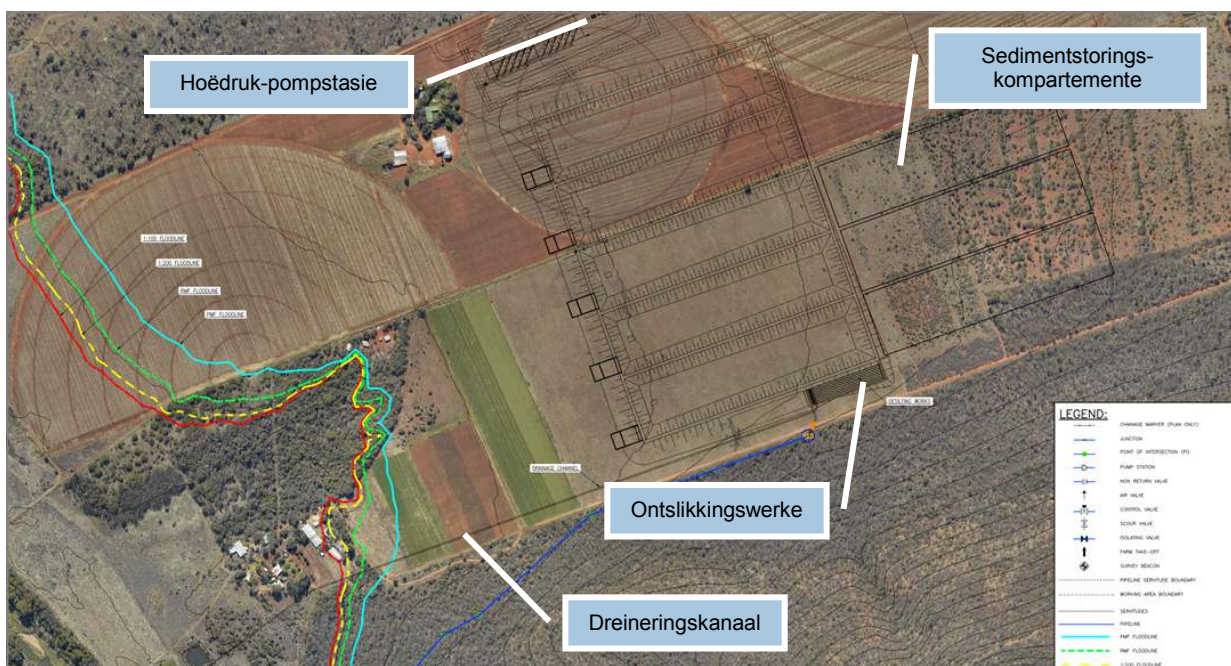 Hoëdruk-pompstasie
Sedimentstorings-
kompartemente
1:100 FLOODLINE
1:200 FLOODLINE
RMF FLOODLINE
PMF FLOODLINE
DESILTING WORKS
DRAINAGE CHANNEL
Ontslikkingswerke
Dreineringskanaal
LEGEND:
CHAINAGE MARKER (PLAN ONLY)
JUNCTION
POINT OF INTERSECTION (PI)
PUMP STATION
NON RETURN VALVE
AIR VALVE
CONTROL VALVE
SCOUR VALVE
ISOLATING VALVE
FARM TAKE-OFF
SURVEY BEACON
PIPELINE SERVITUDE BOUNDARY
WORKING AREA BOUNDARY
SERVITUDES
PIPELINE
PMF FLOODLINE
RMF FLOODLINE
1:200 FLOODLINE